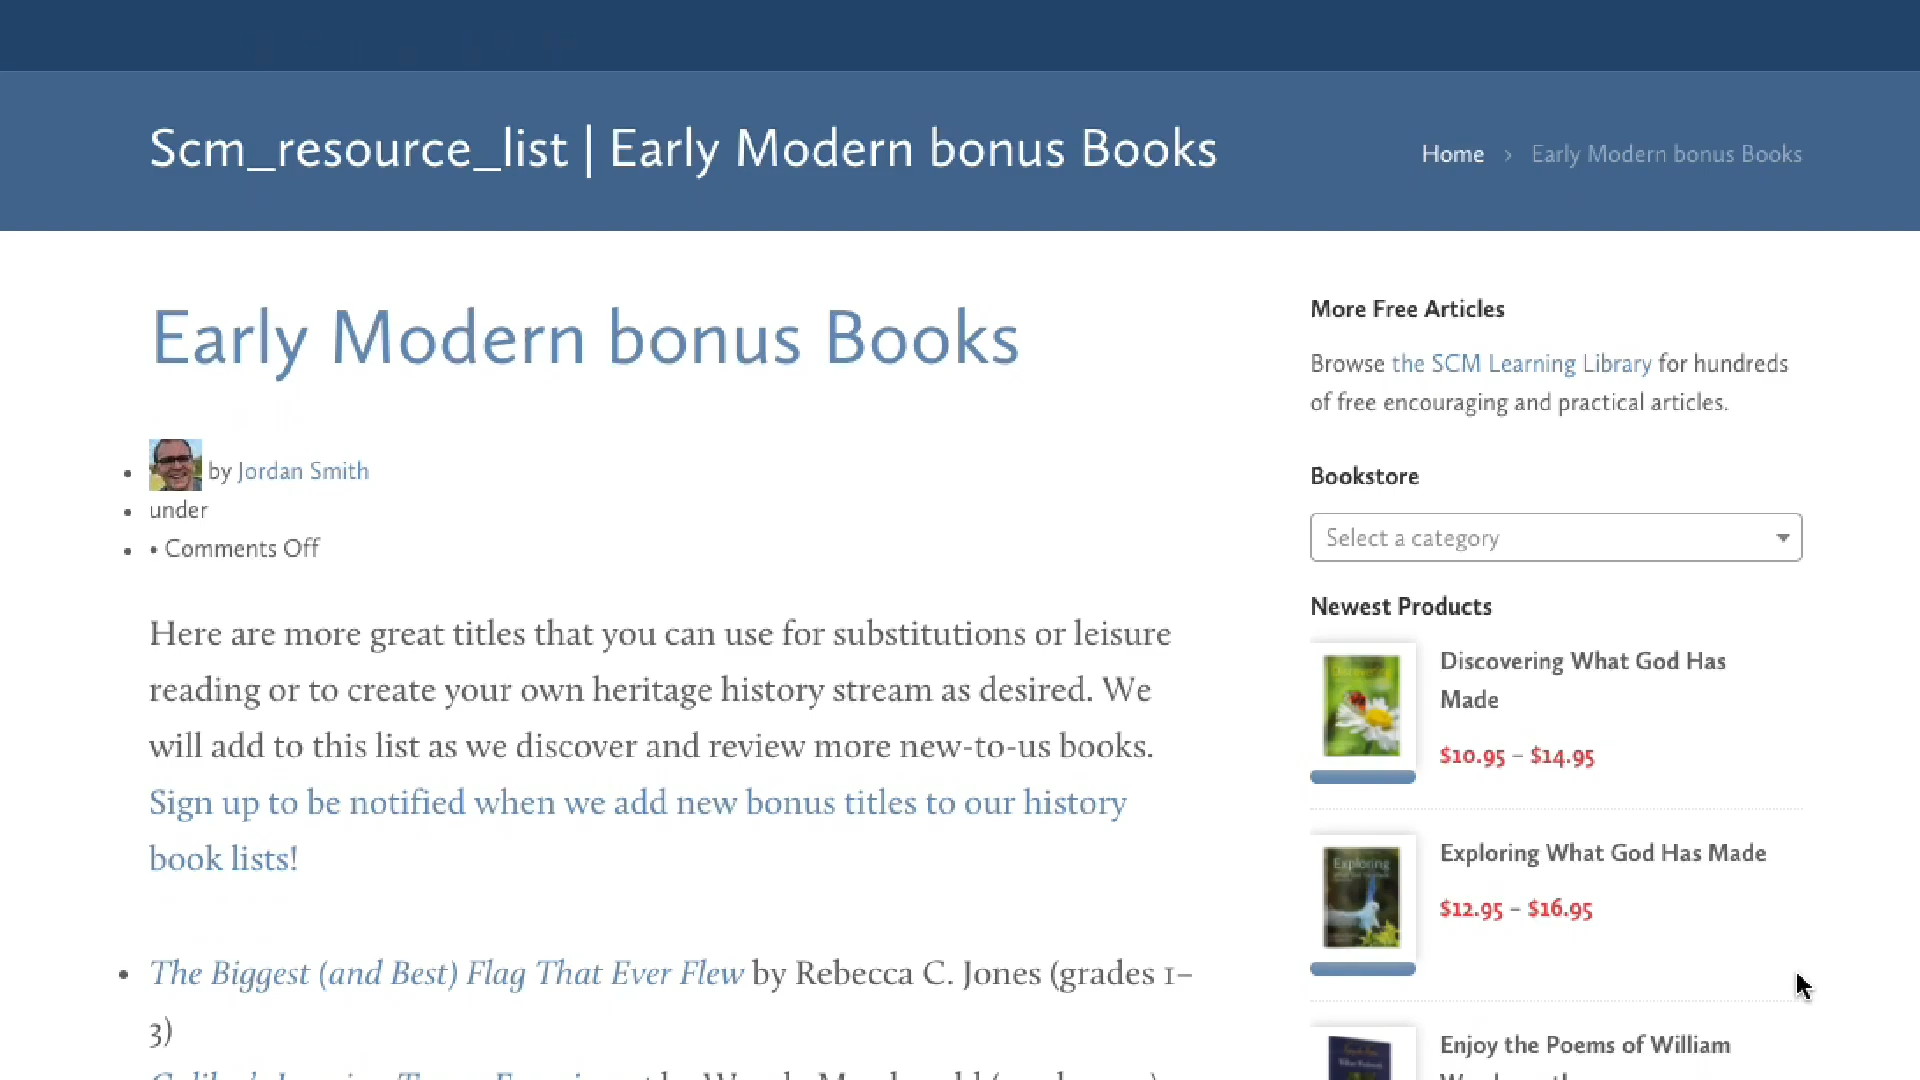 Scm_resource_list | Early Modern bonus Books
Home › Early Modern bonus Books
Early Modern bonus Books
• by Jordan Smith
• under
• • Comments Off
Here are more great titles that you can use for substitutions or leisure
reading or to create your own heritage history stream as desired. We
will add to this list as we discover and review more new-to-us books.
Sign up to be notified when we add new bonus titles to our history
book lists!
• The Biggest (and Best) Flag That Ever Flew by Rebecca C. Jones (grades 1–
3)
More Free Articles
Browse the SCM Learning Library for hundreds
of free encouraging and practical articles.
Bookstore
Select a category
Newest Products
Discovering What God Has
Made
$10.95 – $14.95
Exploring
Exploring What God Has Made
$12.95 – $16.95
Enjoy the Poems of William